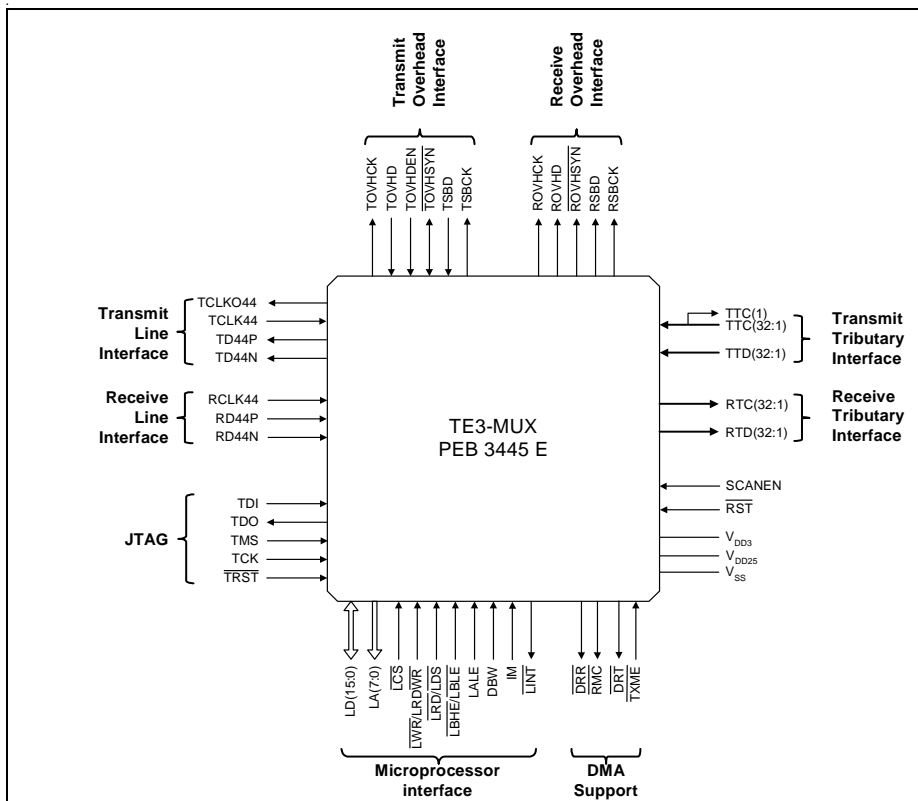 Transmit
Overhead
Interface
Receive
Overhead
Interface
TOVHCK
TOVHD
TOVHDEN
TOVHSYN
TSBD
TSBCK
ROVHCK
ROVHD
ROVHSYN
RSBD
RSBCK
Transmit
Line
Interface
TCLKO44
TCLK44
TD44P
TD44N
Receive
Line
Interface
RCLK44
RD44P
RD44N
JTAG
TDI
TDO
TMS
TCK
TRST
TE3-MUX
PEB 3445 E
TTC(1)
TTC(32:1)
TTD(32:1)
Transmit
Tributary
Interface
RTC(32:1)
RTD(32:1)
Receive
Tributary
Interface
SCANEN
RST
VDD3
VDD25
VSS
LD(15:0)
LA(7:0)
LCS
LWR/LRDWR
LRD/LDS
LBHE/LBLE
LALE
DBW
IM
LINT
DRR
RMC
DRT
TXME
Microprocessor
interface
DMA
Support